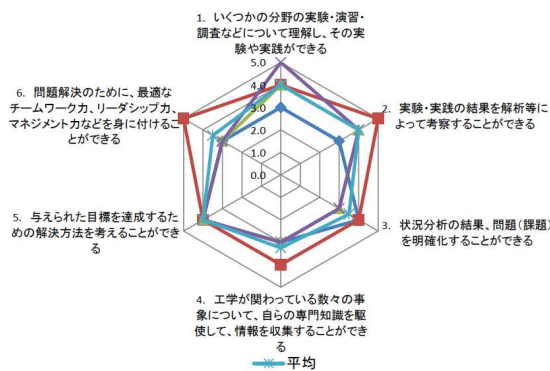 1. いくつかの分野の実験・演習・
調査などについて理解し、その実
験や実践ができる
5.0
4.0
3.0
2.0
1.0
0.0
2. 実験・実践の結果を解析等に
よって考察することができる
3. 状況分析の結果、問題(課題)
を明確化することができる
4. 工学が関わっている数々の事
象について、自らの専門知識を駆
使して、情報を収集することができ
る
5. 与えられた目標を達成するた
めの解決方法を考えることができ
る
6. 問題解決のために、最適な
チームワーク力、リーダシップ力、
マネジメント力などを身に付けるこ
とができる
平均